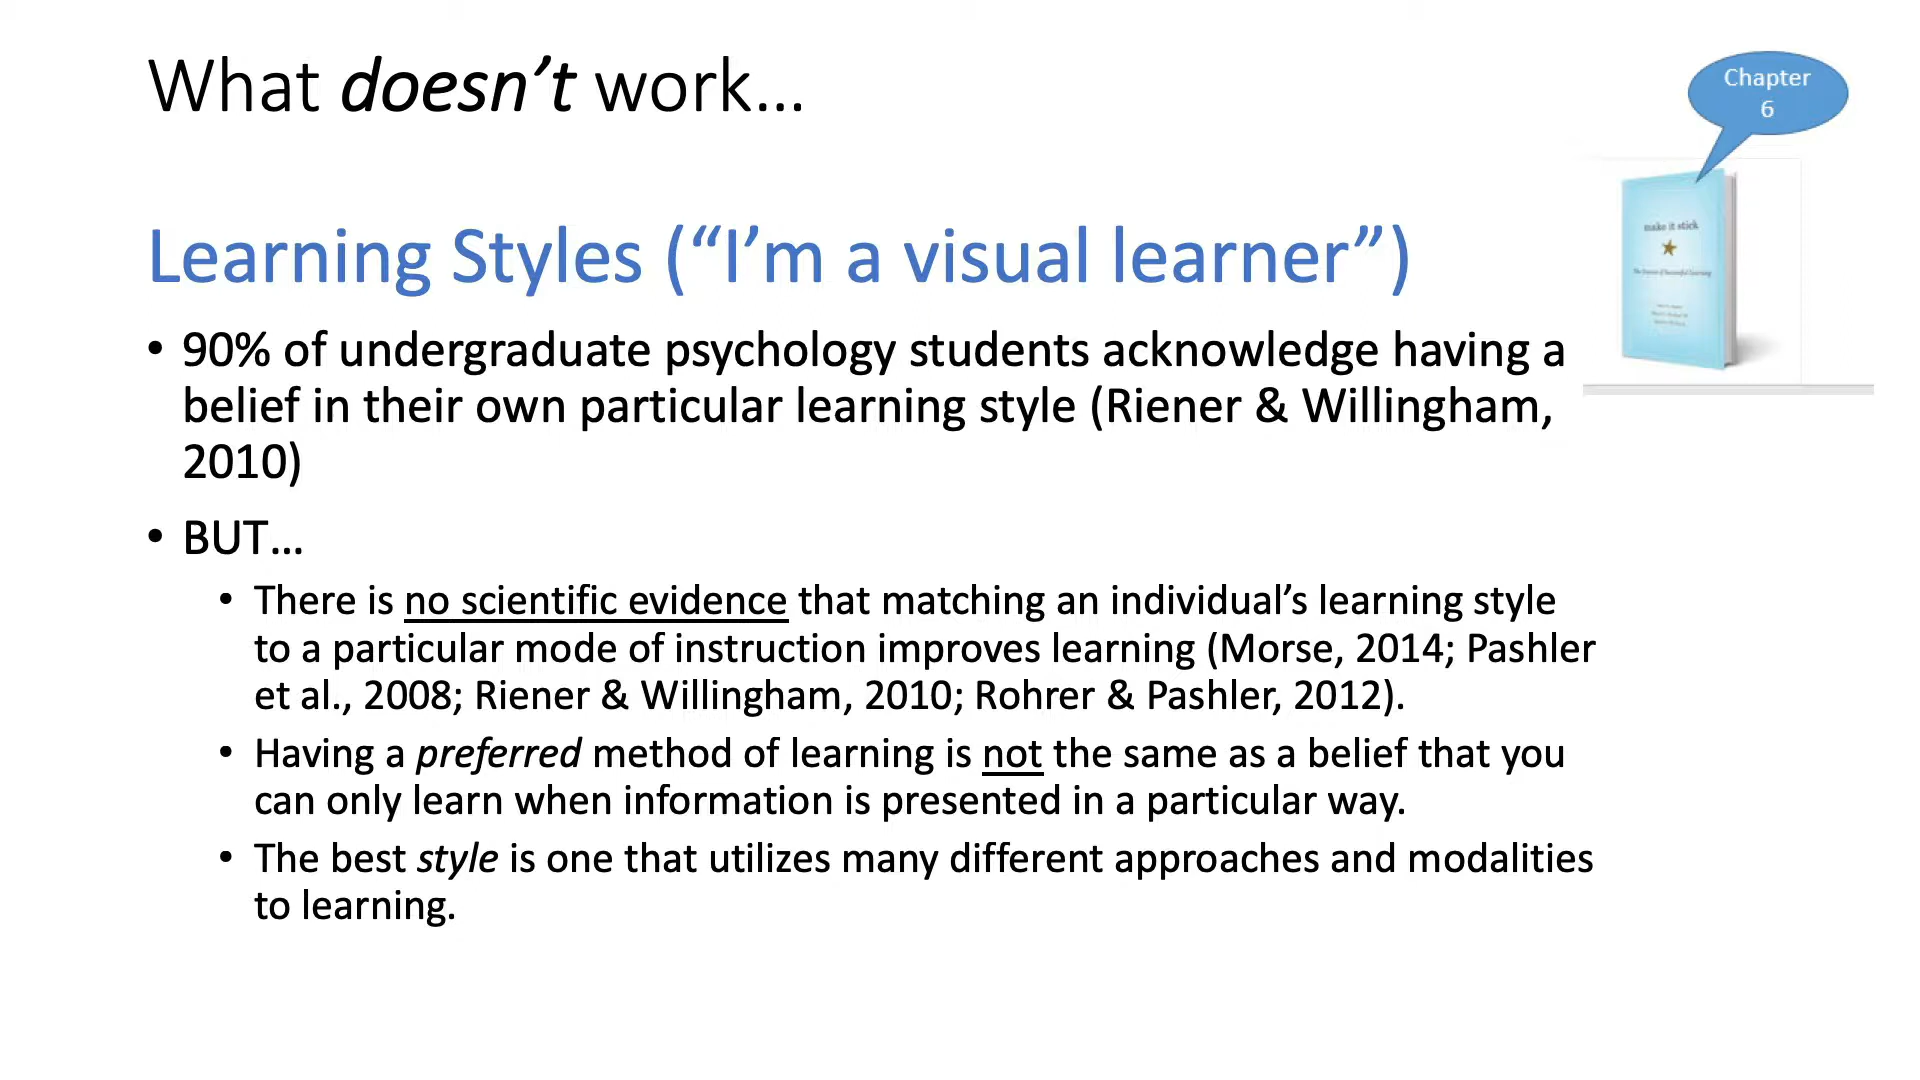 What doesn’t work...
Chapter
6
make it stick
Learning Styles (“I’m a visual learner”)
• 90% of undergraduate psychology students acknowledge having a
belief in their own particular learning style (Riener & Willingham,
2010)
• BUT...
• There is no scientific evidence that matching an individual’s learning style
to a particular mode of instruction improves learning (Morse, 2014; Pashler
et al., 2008; Riener & Willingham, 2010; Rohrer & Pashler, 2012).
• Having a preferred method of learning is not the same as a belief that you
can only learn when information is presented in a particular way.
• The best style is one that utilizes many different approaches and modalities
to learning.